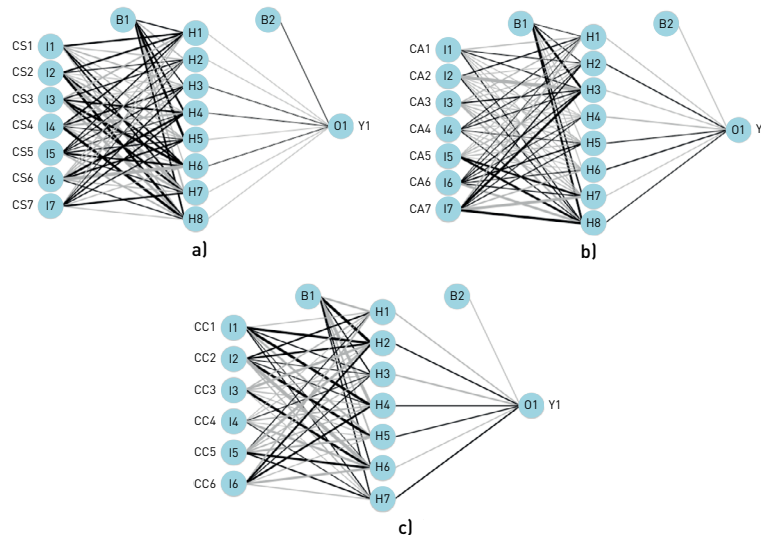 B1 B2
CS1 I1 H1
CS2 I2 H2
CS3 I3 H3
CS4 I4 H4 O1 Y1
CS5 I5 H5
CS6 I6 H6
CS7 I7 H7
H8
a)
B1 B2
CA1 I1 H1
CA2 I2 H2
CA3 I3 H3
CA4 I4 H4 O1 Y
CA5 I5 H5
CA6 I6 H6
CA7 I7 H7
H8
b)
B1 B2
CC1 I1 H1
CC2 I2 H2
CC3 I3 H3
CC4 I4 H4 O1 Y1
CC5 I5 H5
CC6 I6 H6
H7
c)